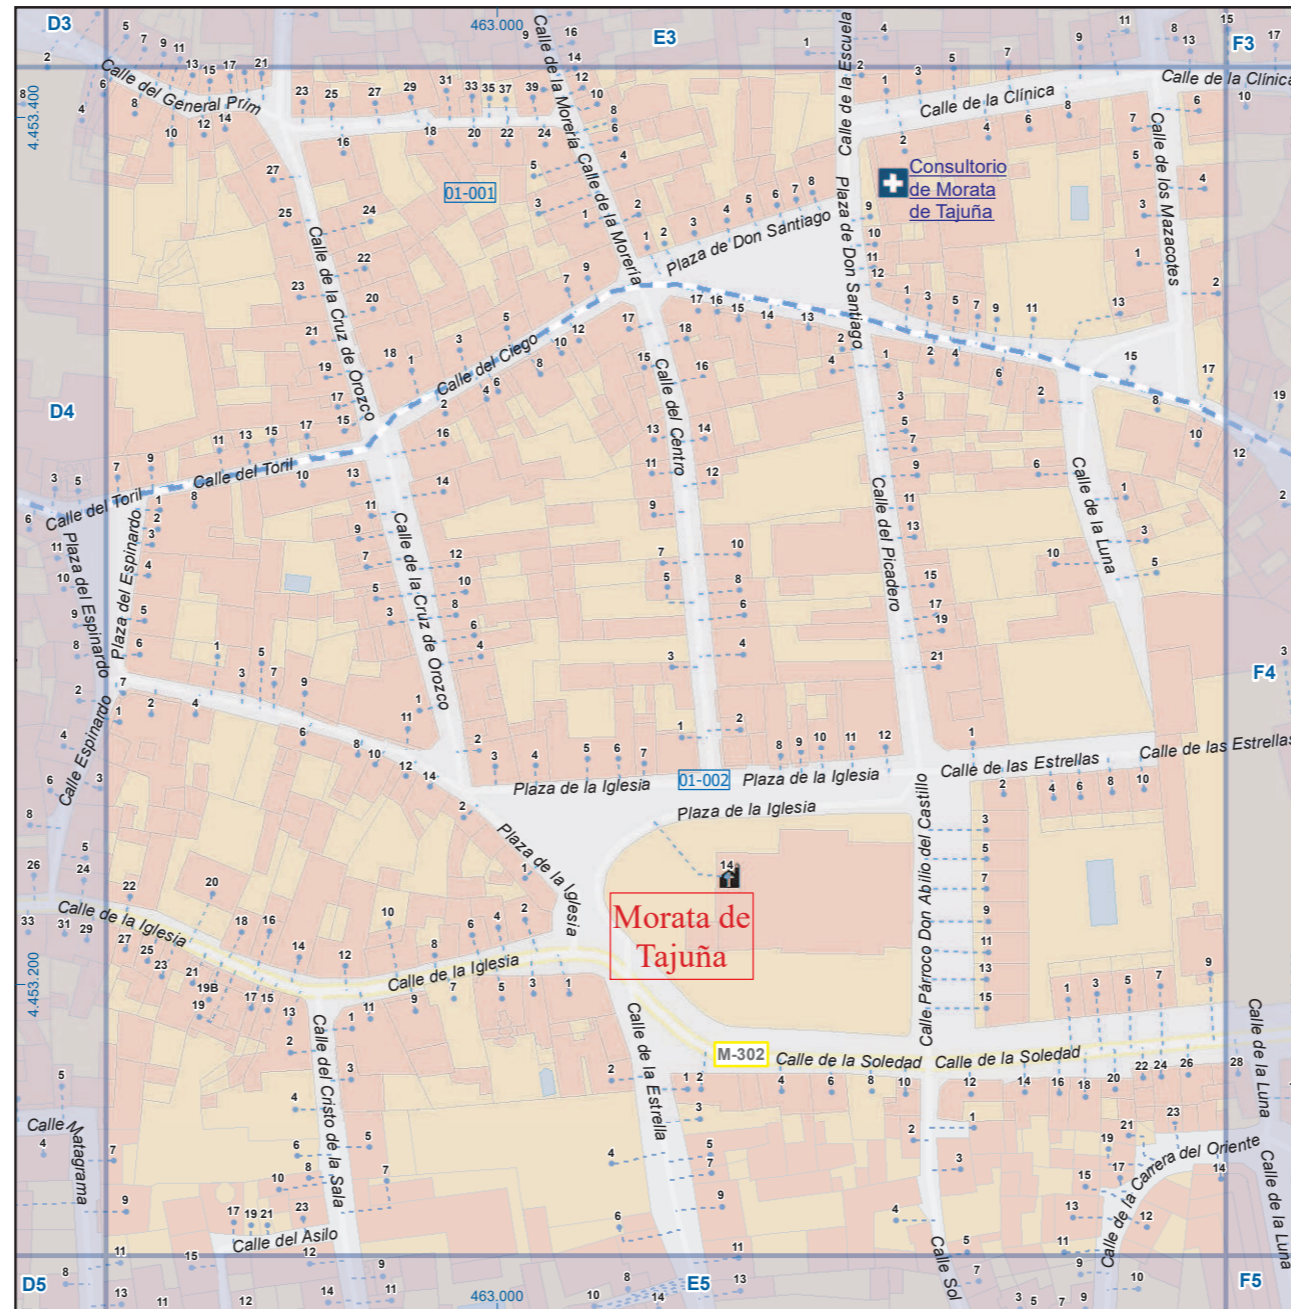 D3
463.000
E3
F3
4.453.400
Calle del General Prim
Calle de la Morería
Calle de la Morería
Calle de la Escuela
Calle de la Clínica
Calle de la Clínica
Calle de los Mazacotes
01-001
Consultorio
de Morata
de Tajuña
Plaza de Don Santiago
Plaza de Don Santiago
Calle de la Cruz de Orozco
Calle del Ciego
Calle del Centro
D4
Calle del Toril
Calle del Toril
Plaza del Espinardo
Plaza del Espinardo
Calle de la Cruz de Orozco
Calle del Picadero
Calle de la Luna
F4
Calle Espinardo
Plaza de la Iglesia
01-002
Plaza de la Iglesia
Plaza de la Iglesia
Calle de las Estrellas
Calle de las Estrellas
Plaza de la Iglesia
Calle Párroco Don Abilio del Castillo
14
Morata de
Tajuña
Calle de la Iglesia
Calle de la Iglesia
4.453.200
M-302
Calle de la Soledad
Calle de la Soledad
Calle de la Luna
Calle del Cristo de la Sala
Calle de la Estrella
Calle Matagrama
Calle de la Carrera del Oriente
Calle de la Luna
Calle del Asilo
Calle Sol
D5
463.000
E5
F5